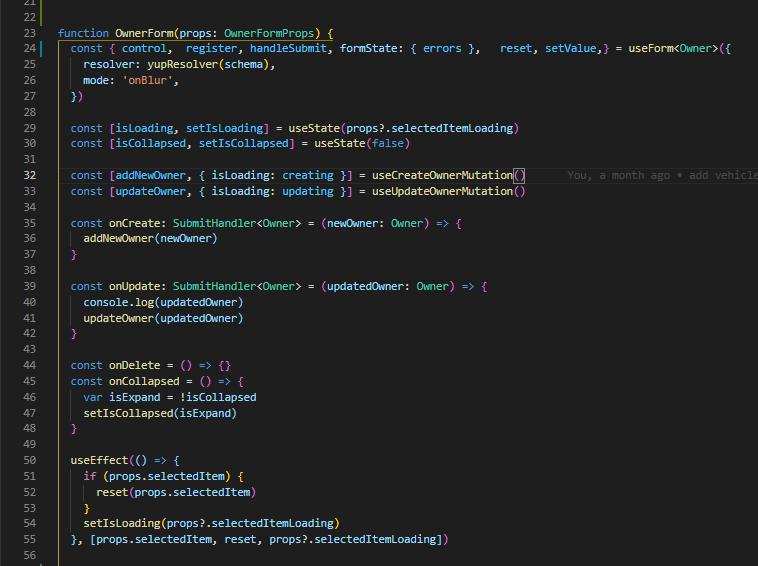 21
22
23 function OwnerForm(props: OwnerFormProps) {
24 const { control,  register, handleSubmit, formState: { errors },   reset, setValue,} = useForm<Owner>({
25 resolver: yupResolver(schema),
26 mode: 'onBlur',
27 })
28
29 const [isLoading, setIsLoading] = useState(props?.selectedItemLoading)
30 const [isCollapsed, setIsCollapsed] = useState(false)
31
32 const [addNewOwner, { isLoading: creating }] = useCreateOwnerMutation() You, a month ago • add vehicle
33 const [updateOwner, { isLoading: updating }] = useUpdateOwnerMutation()
34
35 const onCreate: SubmitHandler<Owner> = (newOwner: Owner) => {
36 addNewOwner(newOwner)
37 }
38
39 const onUpdate: SubmitHandler<Owner> = (updatedOwner: Owner) => {
40 console.log(updatedOwner)
41 updateOwner(updatedOwner)
42 }
43
44 const onDelete = () => {}
45 const onCollapsed = () => {
46 var isExpand = !isCollapsed
47 setIsCollapsed(isExpand)
48 }
49
50 useEffect(() => {
51 if (props.selectedItem) {
52 reset(props.selectedItem)
53 }
54 setIsLoading(props?.selectedItemLoading)
55 }, [props.selectedItem, reset, props?.selectedItemLoading])
56